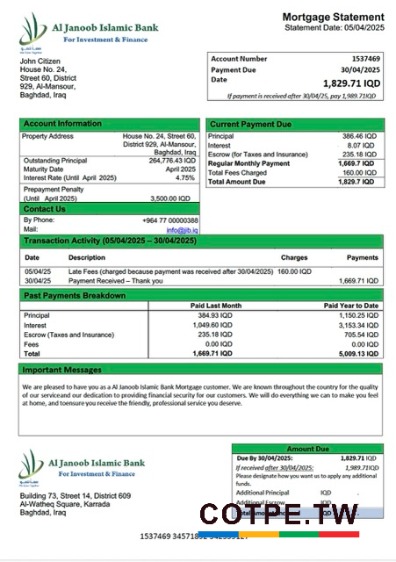 Al Janoob Islamic Bank
For Investment & Finance
Mortgage Statement
Statement Date: 05/04/2025
John Citizen
House No. 24,
Street 60, District
929, Al-Mansour,
Baghdad, Iraq
Account Number 1537469
Payment Due 30/04/2025
Date
1,829.71 IQD
If payment is received after 30/04/25, pay 1,989.71IQD
Account Information
Property Address House No. 24, Street 60,
District 929, Al-Mansour,
Baghdad, Iraq
Outstanding Principal 264,776.43 IQD
Maturity Date April 2025
Interest Rate (Until April 2025) 4.75%
Prepayment Penalty
(Until April 2025) 3,500.00 IQD
Contact Us
By Phone: +964 77 00000388
Mail: info@jib.iq
Current Payment Due
Principal 386.46 IQD
Interest 8.07 IQD
Escrow (for Taxes and Insurance) 235.18 IQD
Regular Monthly Payment 1,669.7 IQD
Total Fees Charged 160.00 IQD
Total Amount Due 1,829.7 IQD
Transaction Activity (05/04/2025 – 30/04/2025)
Date Description Charges Payments
05/04/25 Late Fees (charged because payment was received after 30/04/2025) 160.00 IQD
30/04/25 Payment Received – Thank you 1,669.71 IQD
Past Payments Breakdown
Paid Last Month Paid Year to Date
Principal 384.93 IQD 1,150.25 IQD
Interest 1,049.60 IQD 3,153.34 IQD
Escrow (Taxes and Insurance) 235.18 IQD 705.54 IQD
Fees 0.00 IQD 0.00 IQD
Total 1,669.71 IQD 5,009.13 IQD
Important Messages
We are pleased to have you as a Al Janoob Islamic Bank Mortgage customer. We are known throughout the country for the quality
of our serviceand our dedication to providing financial security for our customers. We will do everything we can to make you feel
at home, and toensure you receive the friendly, professional service you deserve.
Al Janoob Islamic Bank
For Investment & Finance
Building 73, Street 14, District 609
Al-Watheq Square, Karrada
Baghdad, Iraq
Amount Due
Due By 30/04/2025: 1,829.71 IQD
If received after 30/04/2025: 1,989.71IQD
Please designate how you want us to apply any additional
funds.
Additional Principal IQD
Additional Escrow IQD
COTPE.TW
1537469